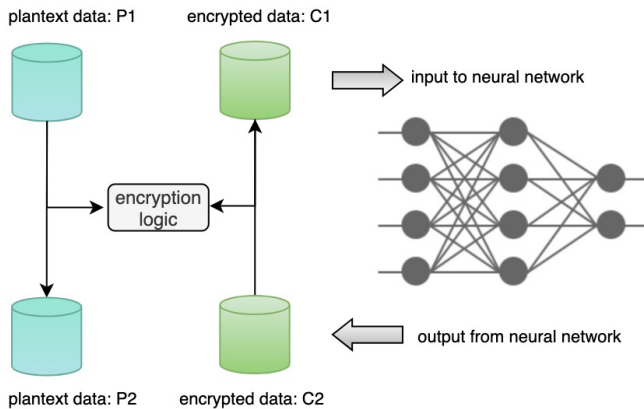 plantext data: P1
encrypted data: C1
input to neural network
encryption
logic
output from neural network
plantext data: P2
encrypted data: C2